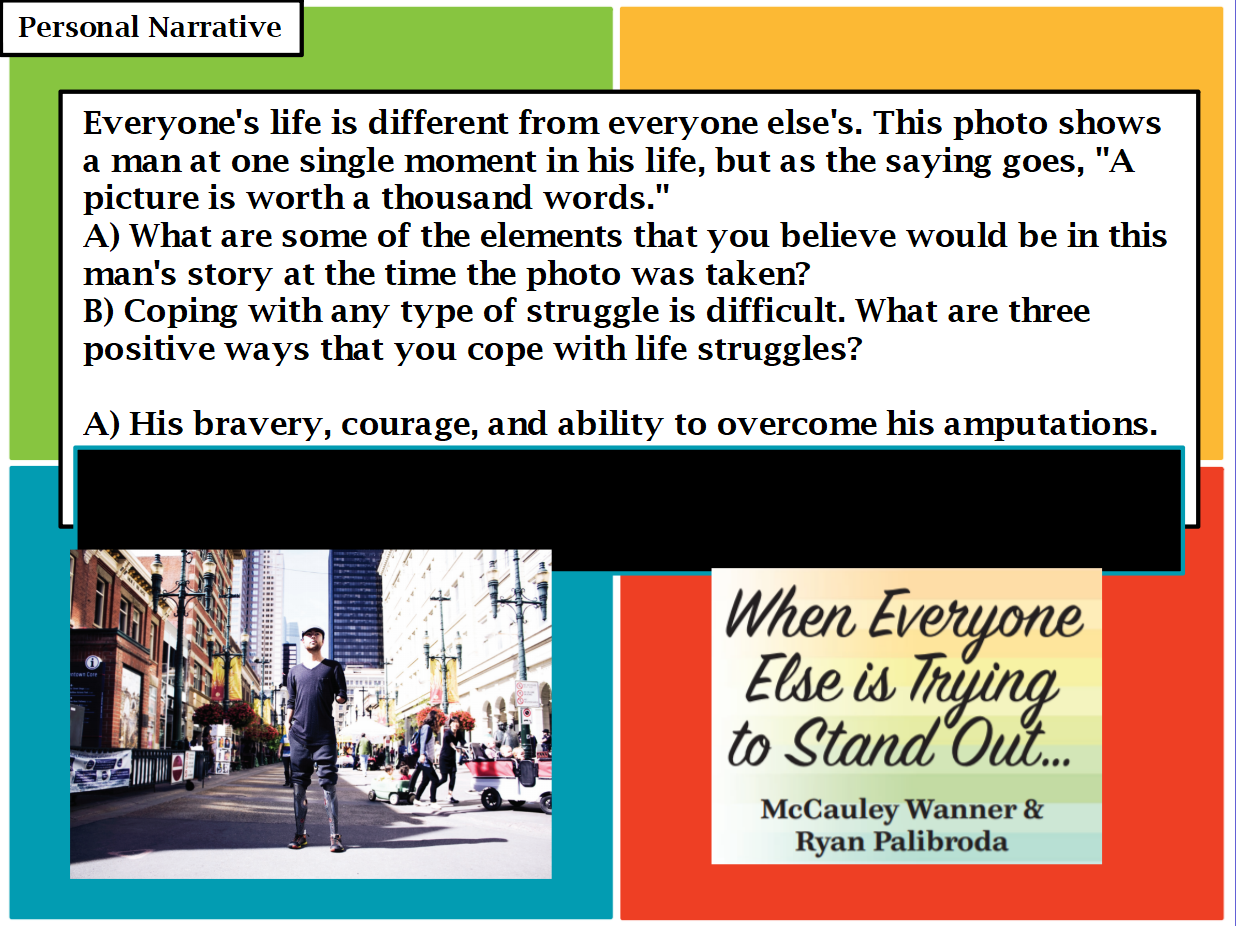 Personal Narrative
Everyone's life is different from everyone else's. This photo shows
a man at one single moment in his life, but as the saying goes, "A
picture is worth a thousand words."
A) What are some of the elements that you believe would be in this
man's story at the time the photo was taken?
B) Coping with any type of struggle is difficult. What are three
positive ways that you cope with life struggles?
A) His bravery, courage, and ability to overcome his amputations.
When Everyone
Else is Trying
to Stand Out...
McCauley Wanner &
Ryan Palibroda